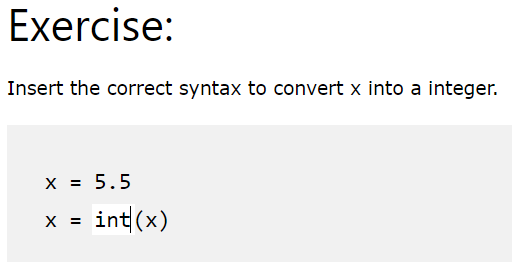 Exercise:
Insert the correct syntax to convert x into a integer.
x = 5.5
x = int(x)